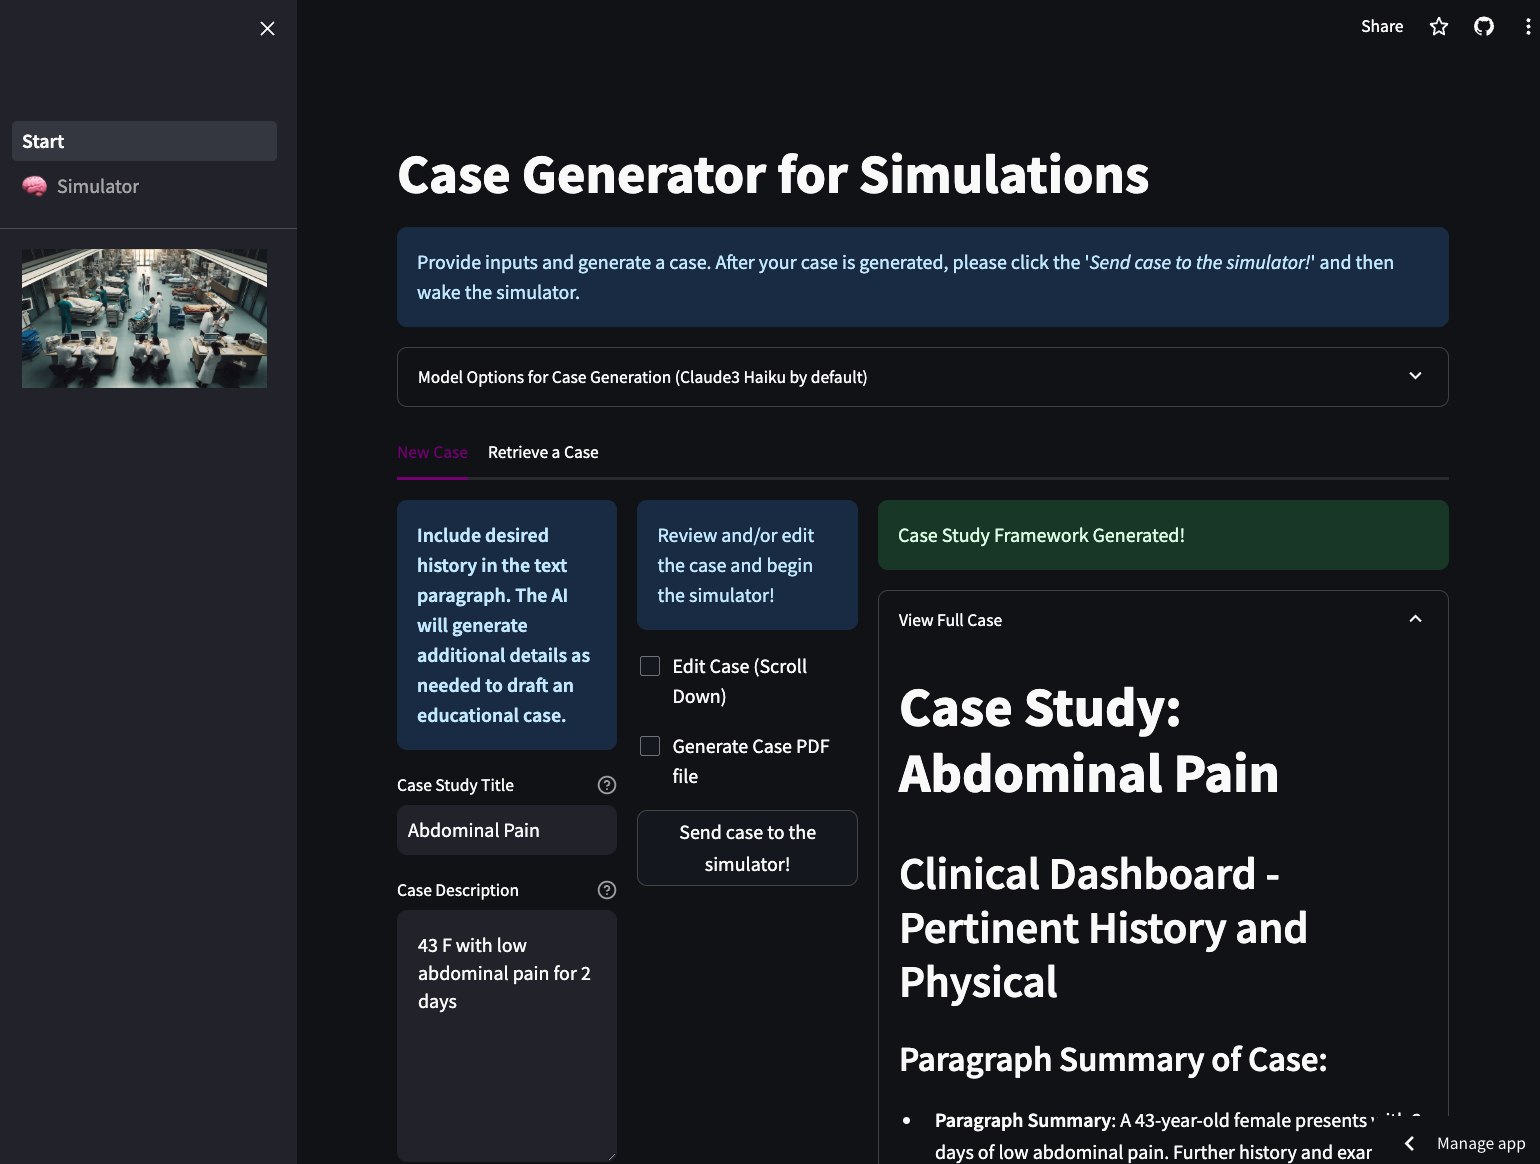 Share
Start
Simulator
Case Generator for Simulations
Provide inputs and generate a case. After your case is generated, please click the 'Send case to the simulator!' and then
wake the simulator.
Model Options for Case Generation (Claude3 Haiku by default)
New Case
Retrieve a Case
Include desired
history in the text
paragraph. The AI
will generate
additional details as
needed to draft an
educational case.
Case Study Title
Abdominal Pain
Case Description
43 F with low
abdominal pain for 2
days
Review and/or edit
the case and begin
the simulator!
Edit Case (Scroll
Down)
Generate Case PDF
file
Send case to the
simulator!
Case Study Framework Generated!
View Full Case
Case Study:
Abdominal Pain
Clinical Dashboard -
Pertinent History and
Physical
Paragraph Summary of Case:
• Paragraph Summary: A 43-year-old female presents
days of low abdominal pain. Further history and
Manage app